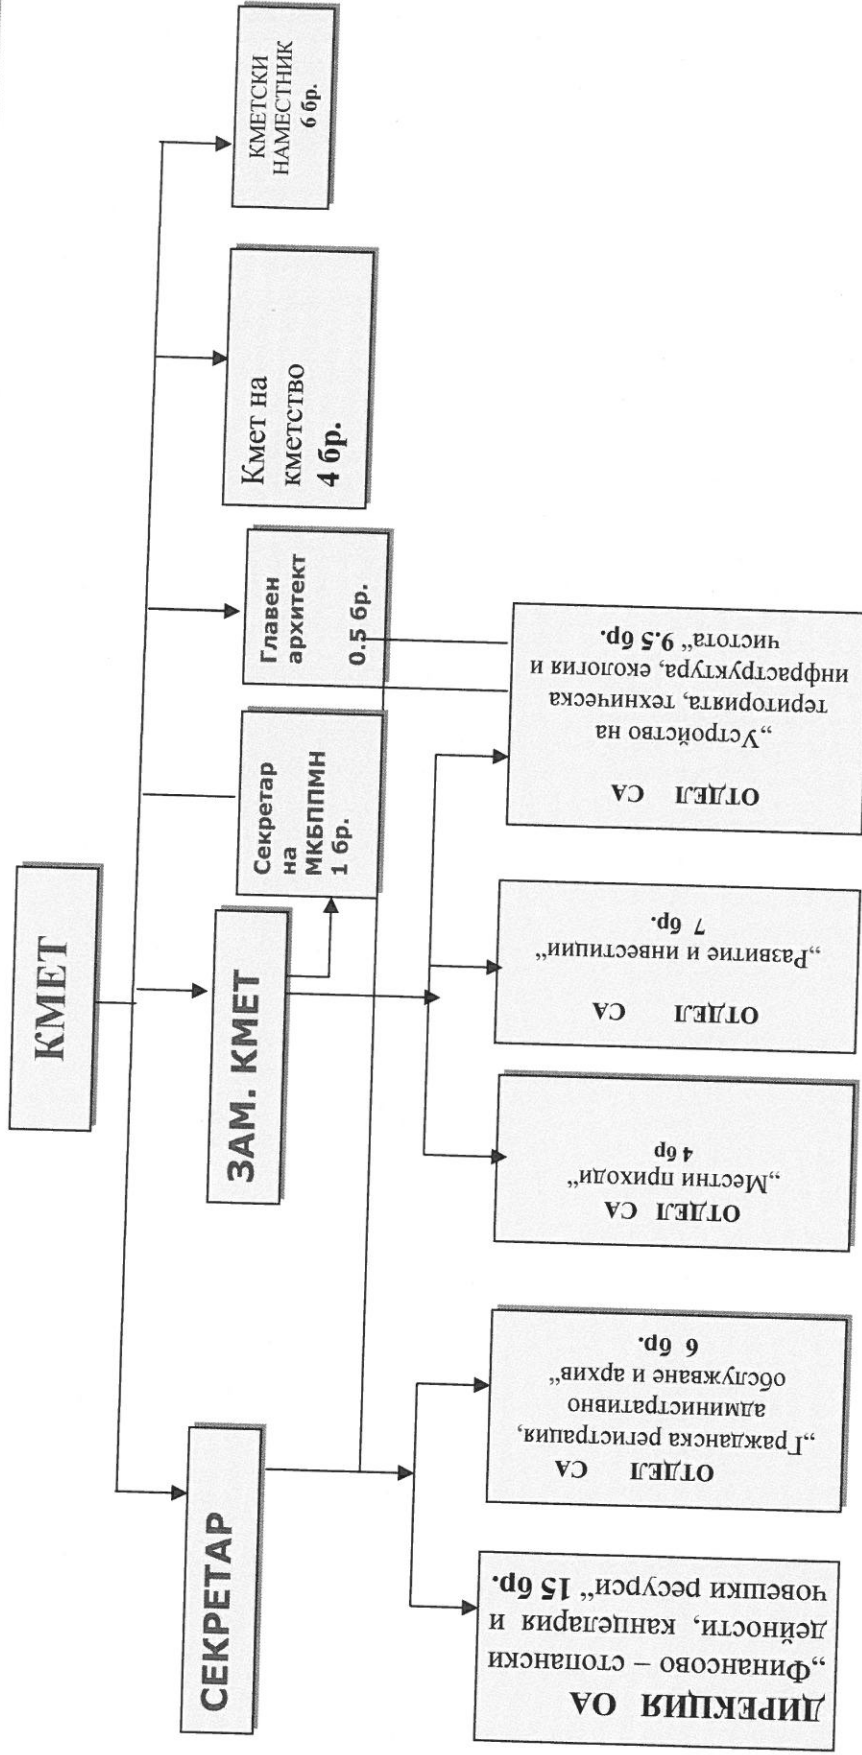 КМЕТ
СЕКРЕТАР
ЗАМ. КМЕТ
Секретар
на
МКБППМН
1 бр.
Главен
архитект
0.5 бр.
Кмет на
кметство
4 бр.
КМЕТСКИ
НАМЕСТНИК
6 бр.
ДИРЕКЦИЯ ОА
„Финансово – стопански
дейности, канцелария и
човешки ресурси“ 15 бр.
ОТДЕЛ СА
„Гражданска регистрация,
административно
обслужване и архив“
6 бр.
ОТДЕЛ СА
„Местни приходи“
4 бр
ОТДЕЛ СА
„Развитие и инвестиции“
7 бр.
ОТДЕЛ СА
„Устройство на
територията, техническа
инфраструктура, екология и
чистота“ 9.5 бр.